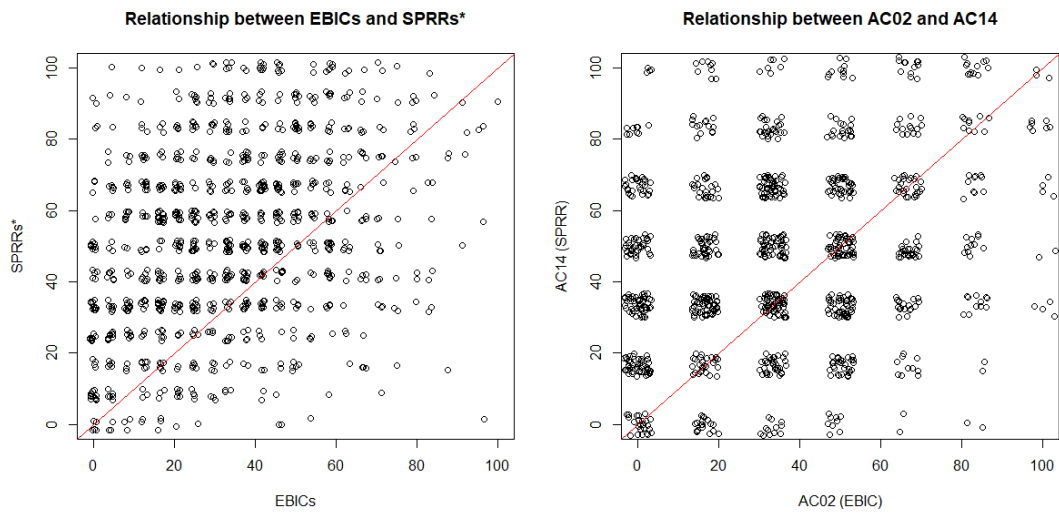 Relationship between EBICs and SPRRs*
SPRRs*
100
80
60
40
20
0
0 20 40 60 80 100
EBICs
Relationship between AC02 and AC14
AC14 (SPRR)
100
80
60
40
20
0
0 20 40 60 80 100
AC02 (EBIC)